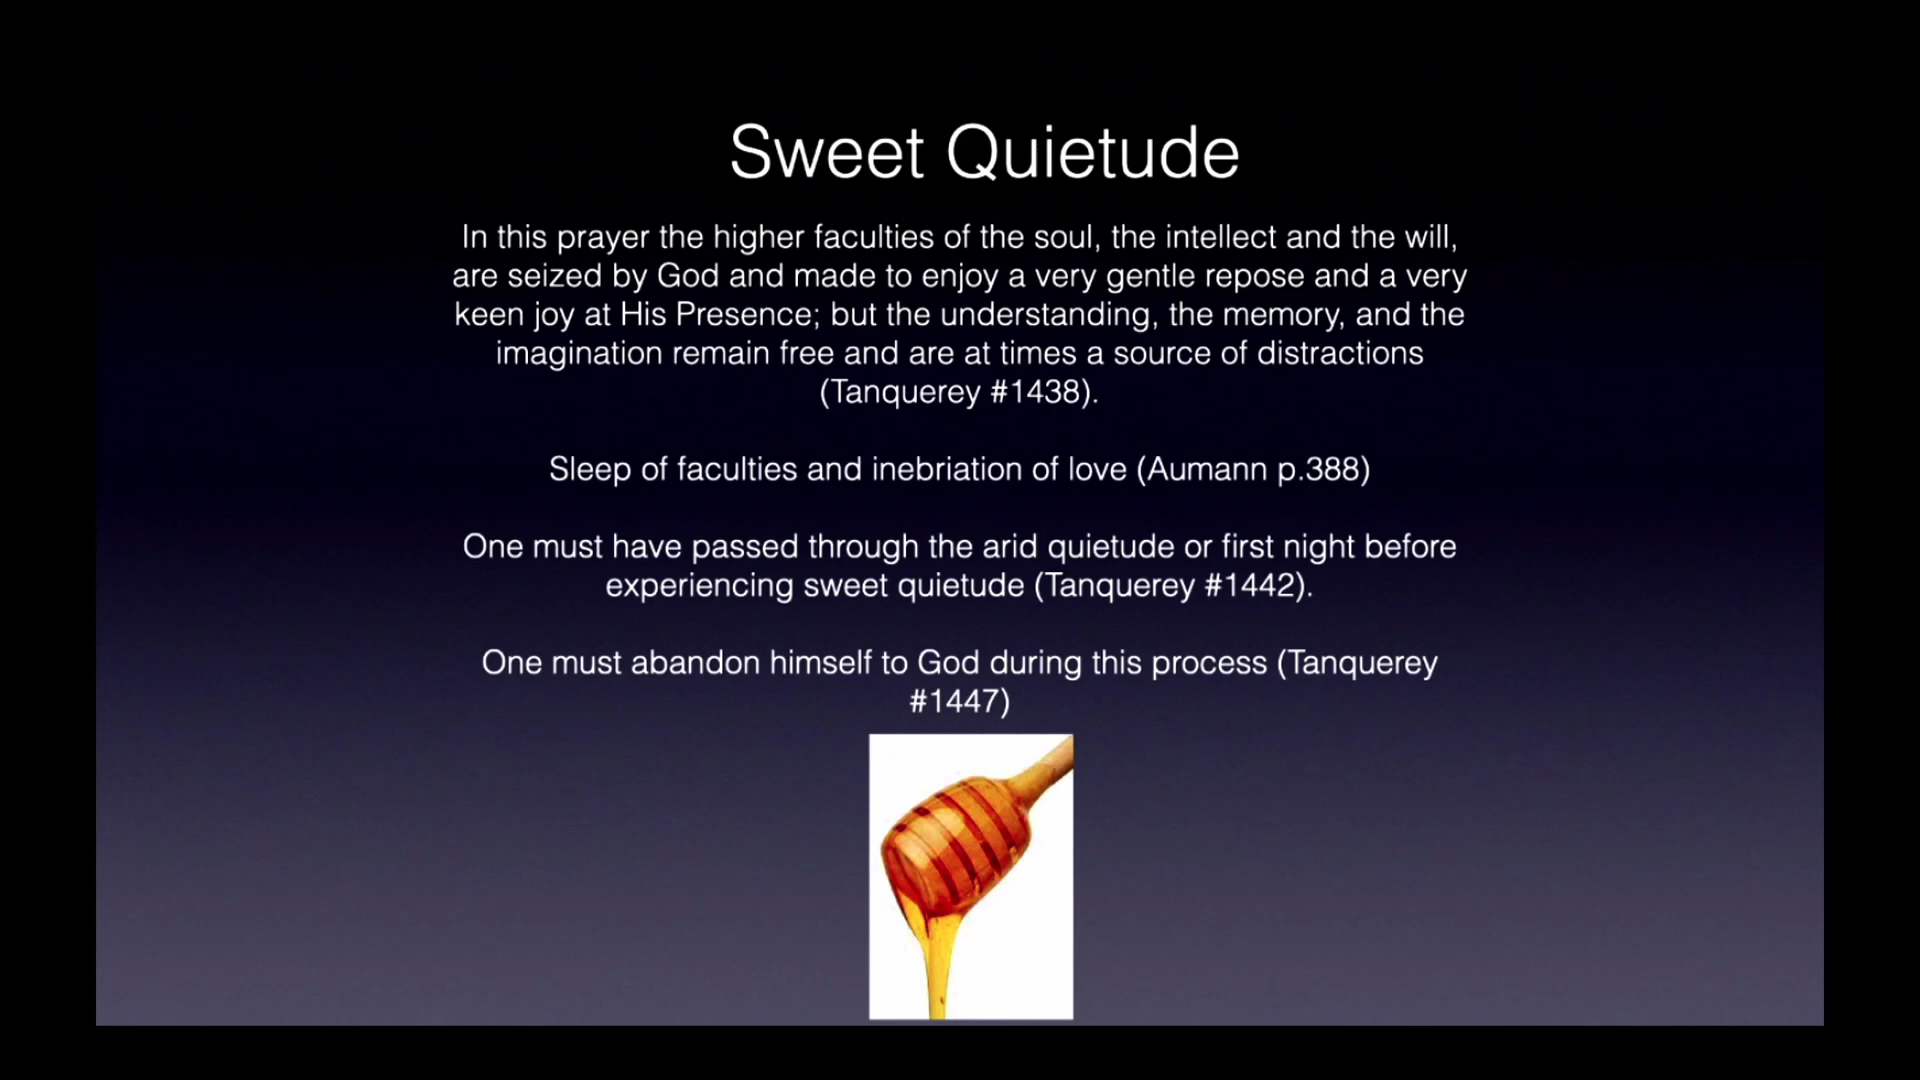 Sweet Quietude
In this prayer the higher faculties of the soul, the intellect and the will,
are seized by God and made to enjoy a very gentle repose and a very
keen joy at His Presence; but the understanding, the memory, and the
imagination remain free and are at times a source of distractions
(Tanquerey #1438).
Sleep of faculties and inebriation of love (Aumann p.388)
One must have passed through the arid quietude or first night before
experiencing sweet quietude (Tanquerey #1442).
One must abandon himself to God during this process (Tanquerey
#1447)